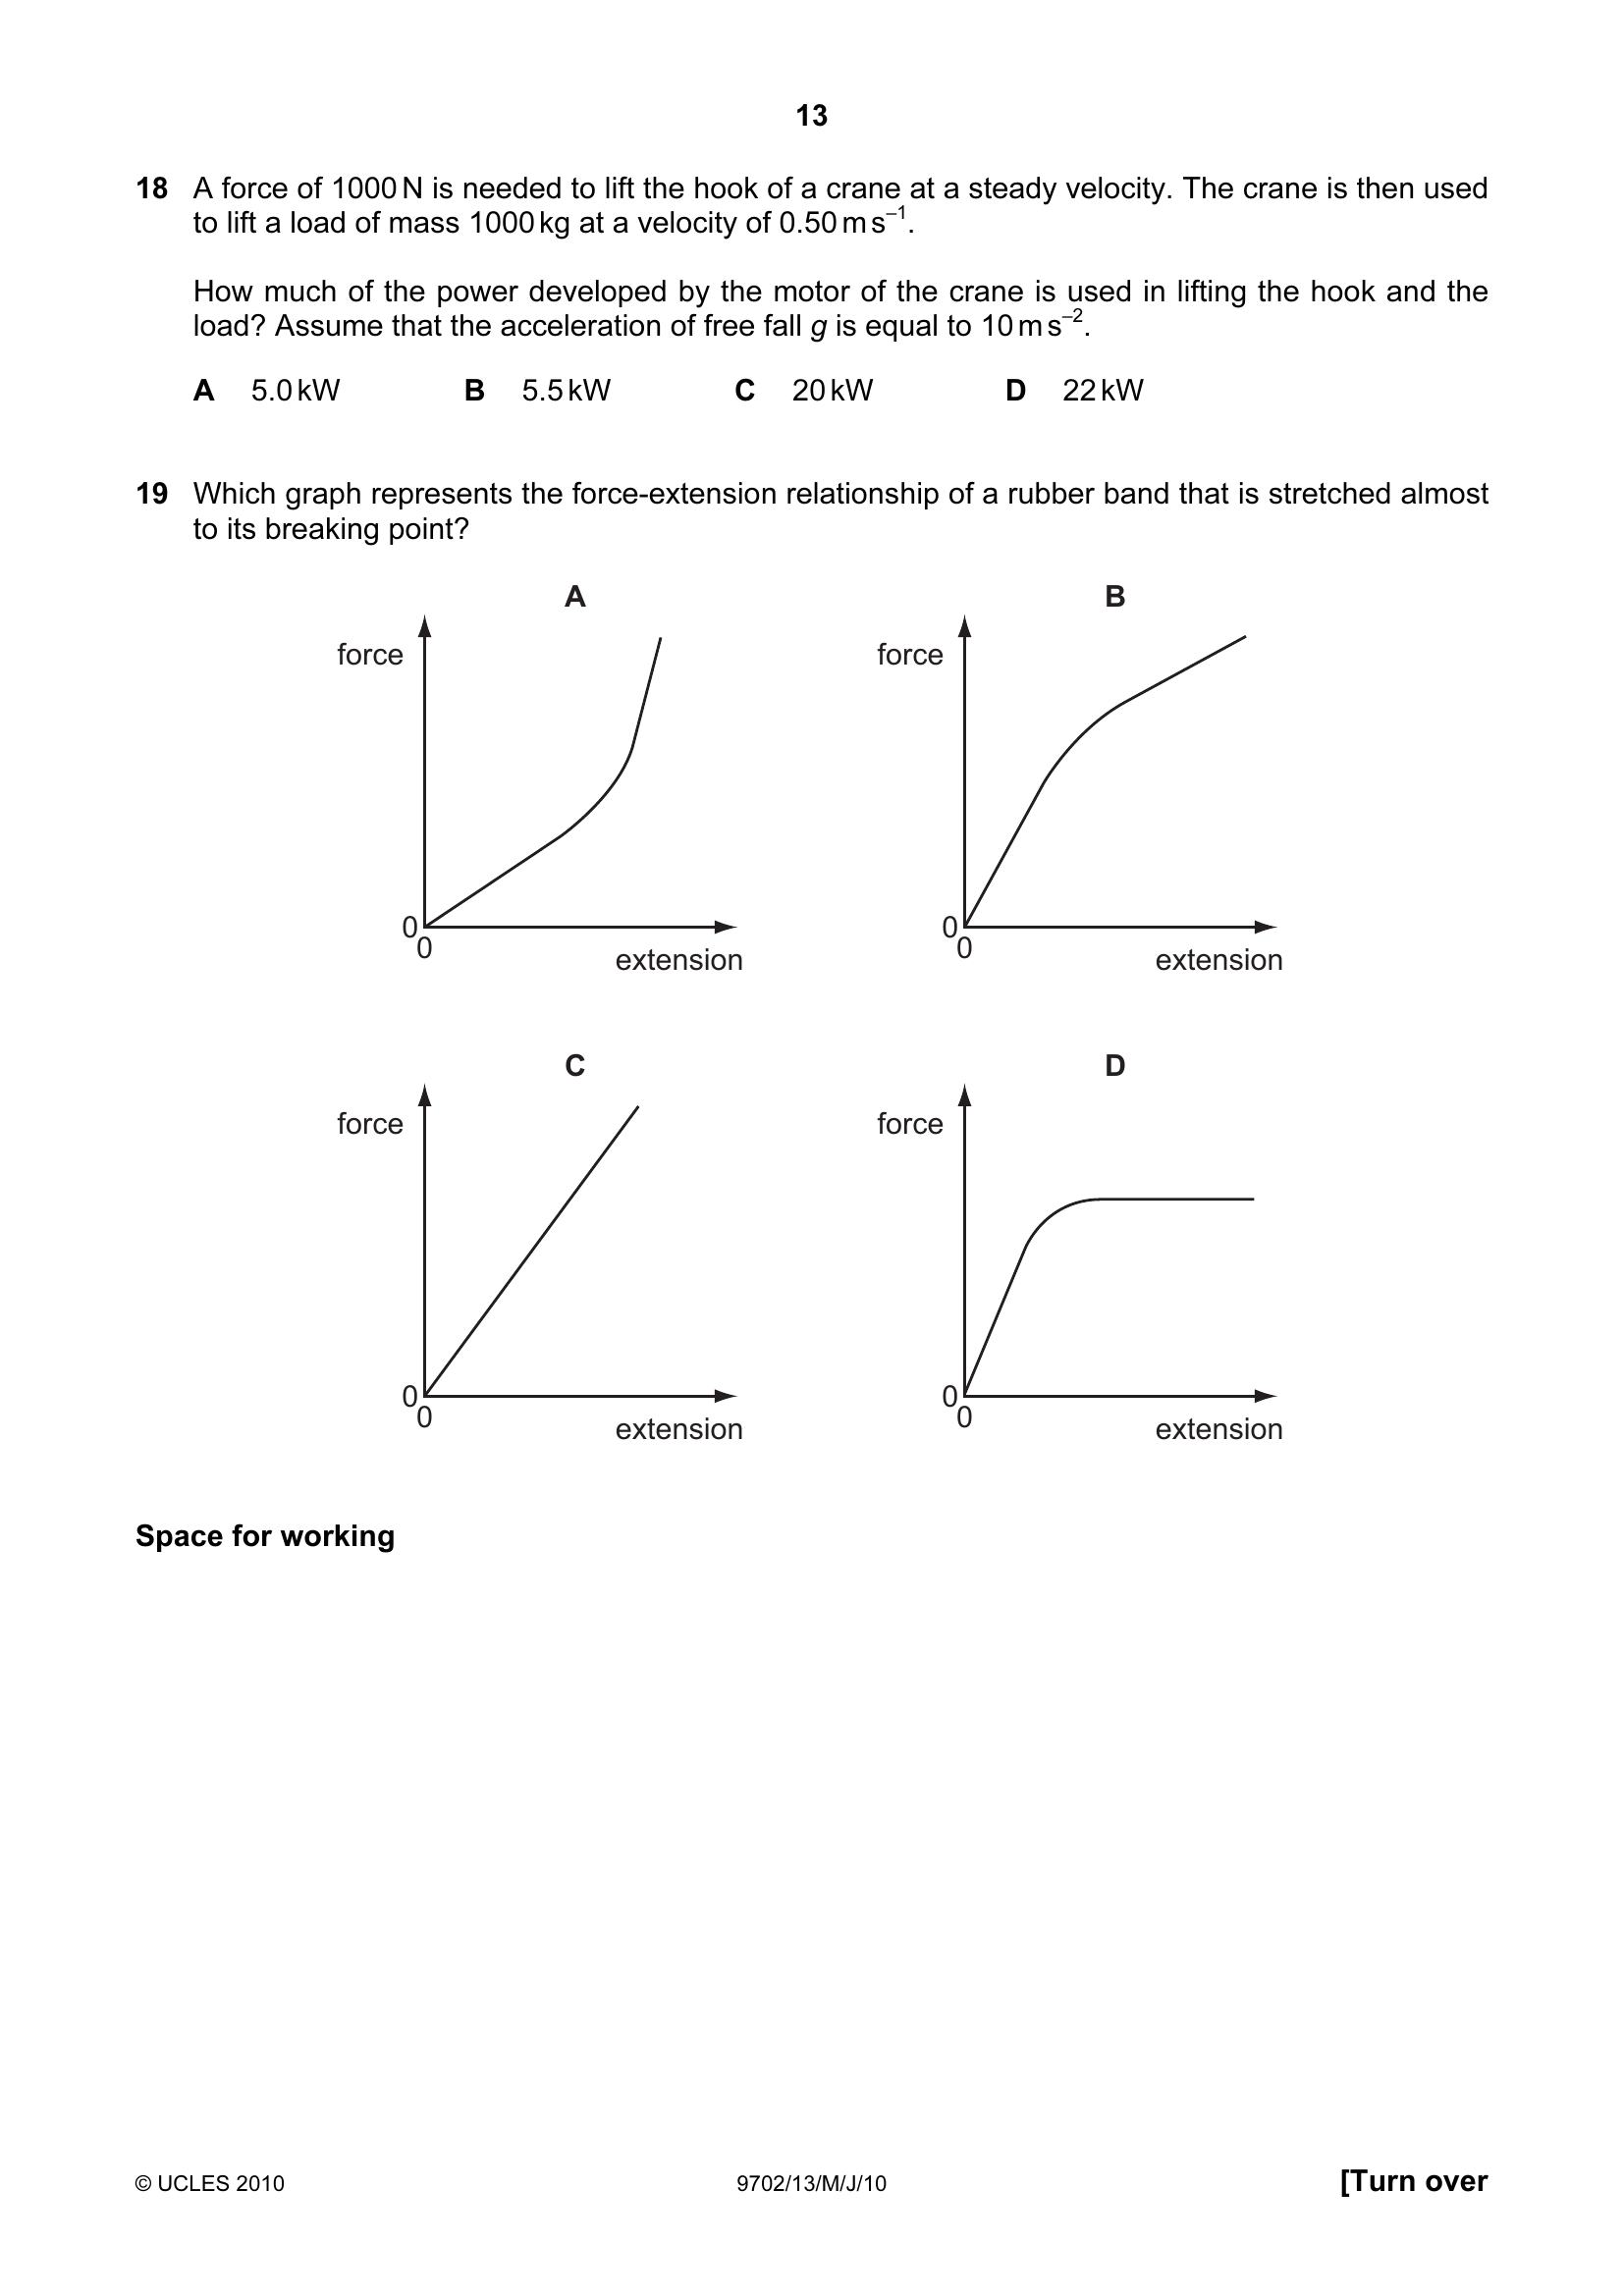 13
18 A force of 1000 N is needed to lift the hook of a crane at a steady velocity. The crane is then used
to lift a load of mass 1000 kg at a velocity of 0.50 m s⁻¹.
How much of the power developed by the motor of the crane is used in lifting the hook and the
load? Assume that the acceleration of free fall g is equal to 10 m s⁻².
A 5.0 kW B 5.5 kW C 20 kW D 22 kW
19 Which graph represents the force-extension relationship of a rubber band that is stretched almost
to its breaking point?
A
force
0
0
extension
B
force
0
0
extension
C
force
0
0
extension
D
force
0
0
extension
Space for working
© UCLES 2010 9702/13/M/J/10 [Turn over